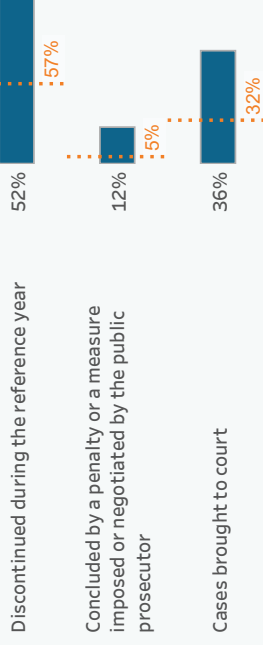 Discontinued during the reference year
52%
57%
Concluded by a penalty or a measure
imposed or negotiated by the public
prosecutor
12%
5%
Cases brought to court
36%
32%